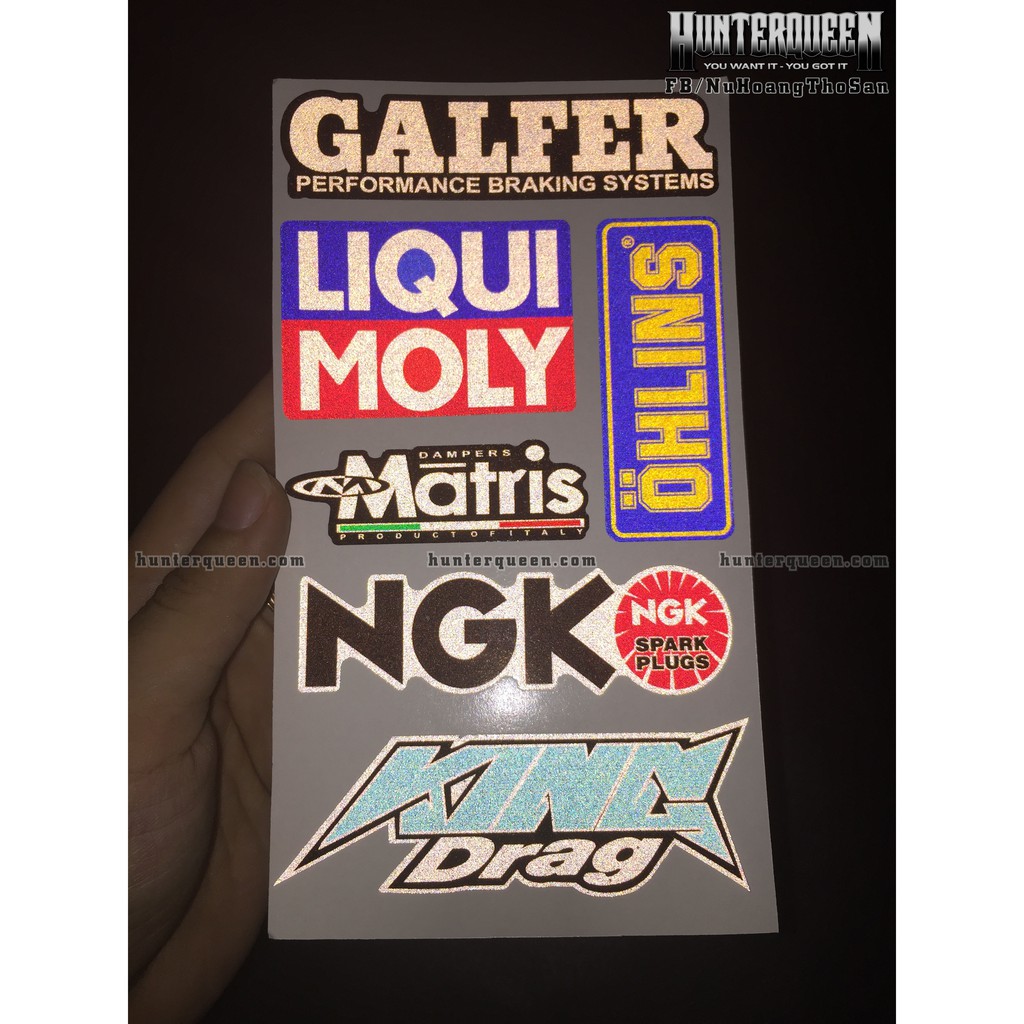 HUNTERQUEEN
YOU WANT IT - YOU GOT IT
FB/NuHoangThoSan
GALFER
PERFORMANCE BRAKING SYSTEMS
LIQUI
MOLY
ÖHLINS®
DAMPERS
Matris
PRODUCT OF ITALY
hunterqueen.com hunterqueen.com hunterqueen.com
NGK
NGK
SPARK
PLUGS
KING
Drag